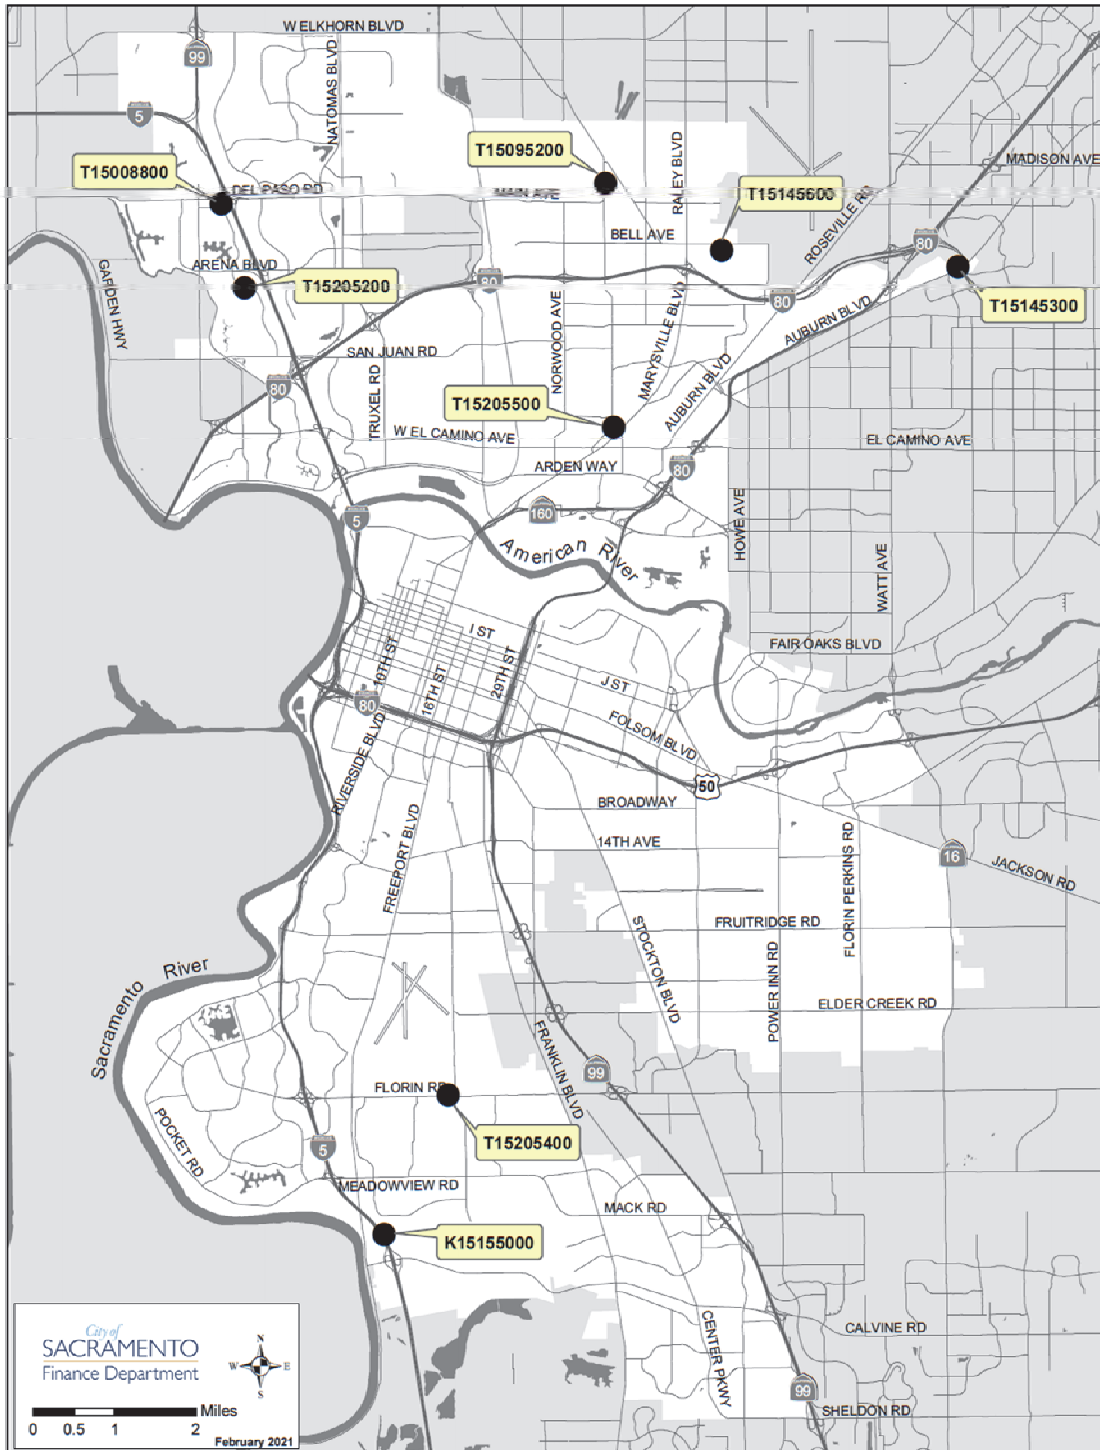 W ELKHORN BLVD
99
NATOMAS BLVD
5
T15095200
RALEY BLVD
MADISON AVE
T15008800
DEL PASO RD
MAIN AVE
T15145600
ROSEVILLE RD
BELL AVE
80
ARENA BLVD
GARDEN HWY
T15205200
80
80
T15145300
NORWOOD AVE
MARYSVILLE BLVD
AUBURN BLVD
SAN JUAN RD
80
TRUXEL RD
T15205500
AUBURN BLVD
W EL CAMINO AVE
EL CAMINO AVE
ARDEN WAY
80
160
5
HOWE AVE
American River
WATT AVE
I ST
FAIR OAKS BLVD
10TH ST
16TH ST
29TH ST
J ST
80
FOLSOM BLVD
RIVERSIDE BLVD
50
BROADWAY
14TH AVE
FREEPORT BLVD
FLORIN PERKINS RD
16
JACKSON RD
FRUITRIDGE RD
STOCKTON BLVD
POWER INN RD
Sacramento River
ELDER CREEK RD
FRANKLIN BLVD
99
FLORIN RD
POCKET RD
T15205400
5
MEADOWVIEW RD
MACK RD
K15155000
CENTER PKWY
CALVINE RD
99
SHELDON RD
City of
SACRAMENTO
Finance Department
N
W E
S
Miles
0 0.5 1 2
February 2021